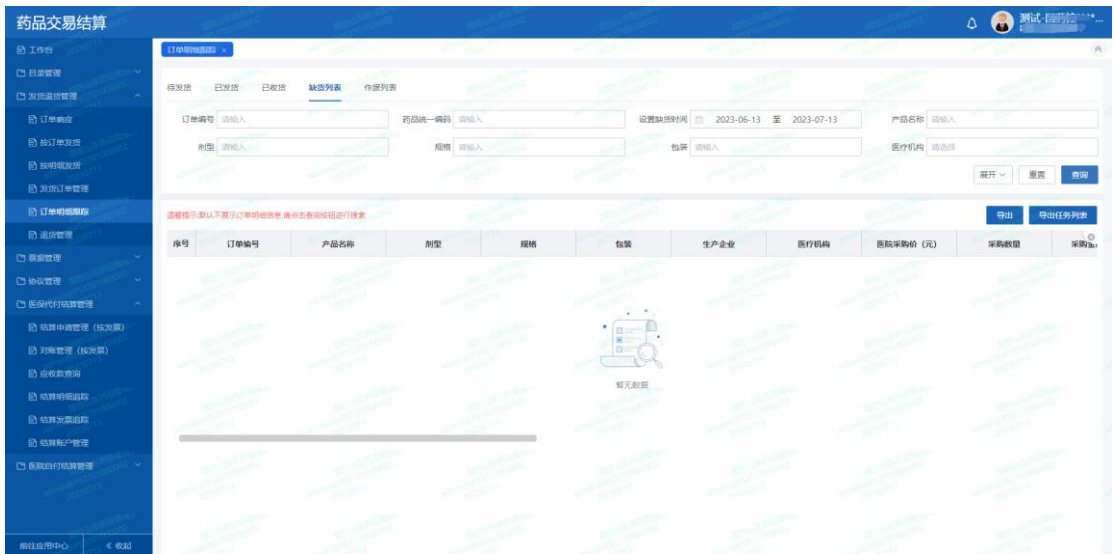 药品交易结算
测试-
工作台
订单明细跟踪 ×
目录管理
发货退货管理
订单响应
按订单发货
按明细发货
发货订单管理
订单明细跟踪
退货管理
票据管理
协议管理
医保代付结算管理
结算申请管理（按发票）
对账管理（按发票）
应收款查询
结算明细追踪
结算发票追踪
结算账户管理
医院自付结算管理
前往应用中心 《 收起
待发货 已发货 已收货 缺货列表 作废列表
订单编号 请输入 药品统一编码 请输入 设置缺货时间 2023-06-13 至 2023-07-13 产品名称 请输入
剂型 请输入 规格 请输入 包装 请输入 医疗机构 请选择
展开 重置 查询
温馨提示:默认不展示订单明细信息,请点击查询按钮进行搜索
导出 导出任务列表
序号 订单编号 产品名称 剂型 规格 包装 生产企业 医疗机构 医院采购价（元） 采购数量 采购
暂无数据